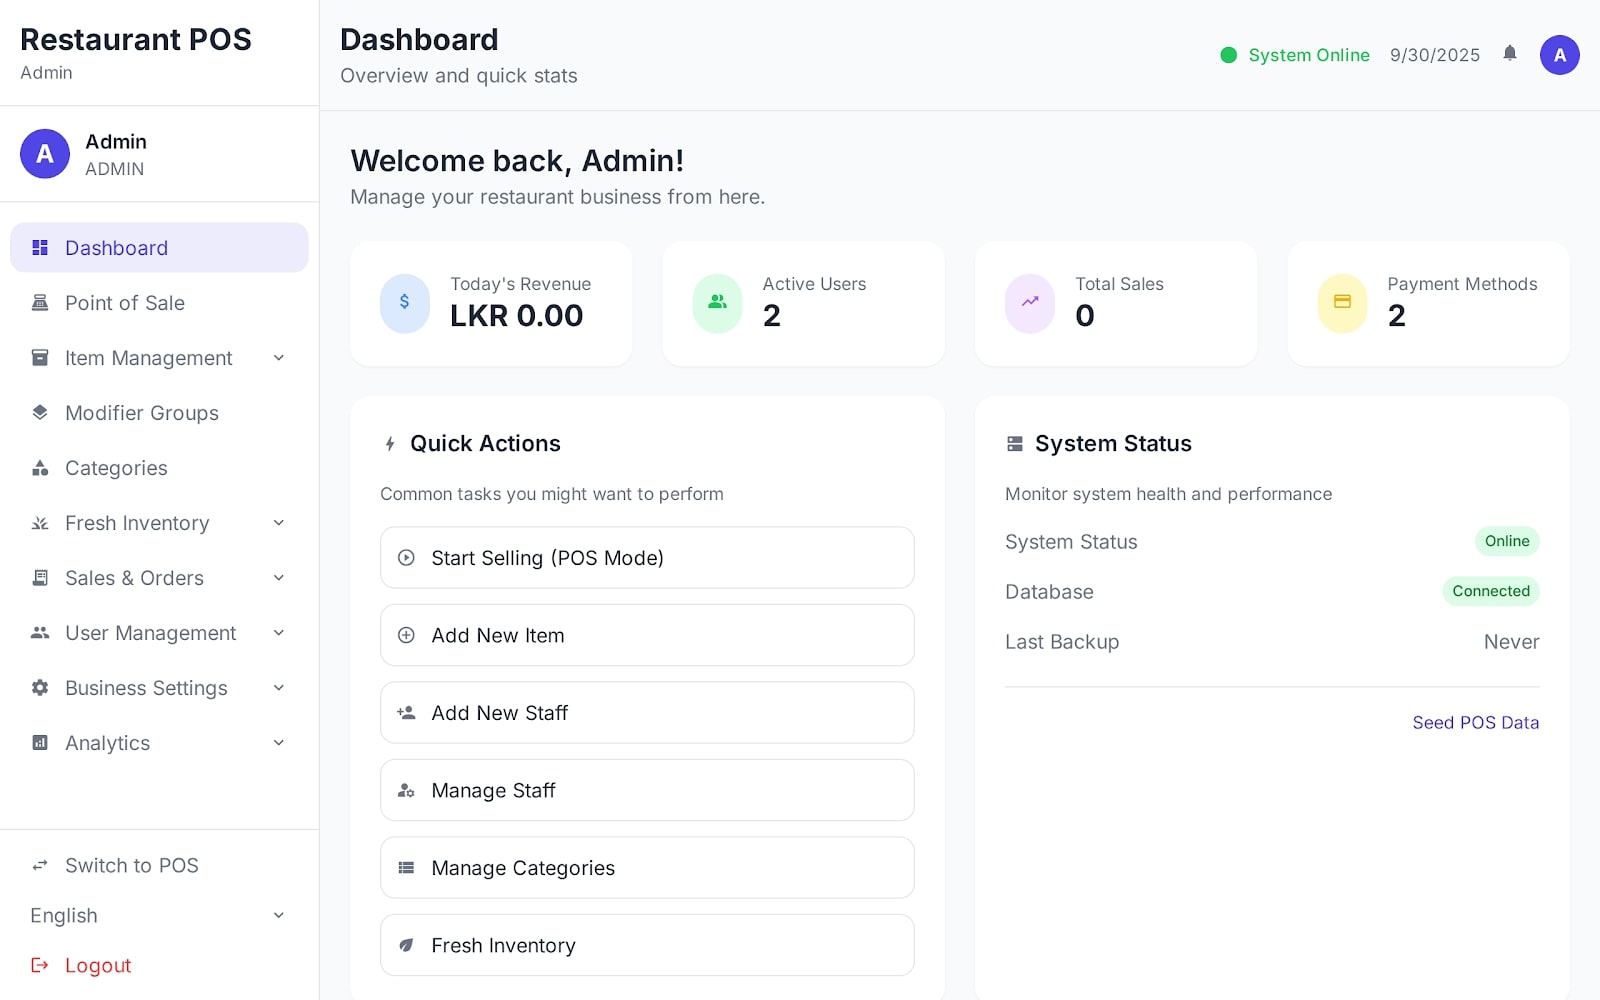 Restaurant POS
Admin
A
Admin
ADMIN
Dashboard
Point of Sale
Item Management
Modifier Groups
Categories
Fresh Inventory
Sales & Orders
User Management
Business Settings
Analytics
Switch to POS
English
Logout
Dashboard
Overview and quick stats
System Online
9/30/2025
A
Welcome back, Admin!
Manage your restaurant business from here.
Today's Revenue
LKR 0.00
Active Users
2
Total Sales
0
Payment Methods
2
Quick Actions
Common tasks you might want to perform
Start Selling (POS Mode)
Add New Item
Add New Staff
Manage Staff
Manage Categories
Fresh Inventory
System Status
Monitor system health and performance
System Status Online
Database Connected
Last Backup Never
Seed POS Data